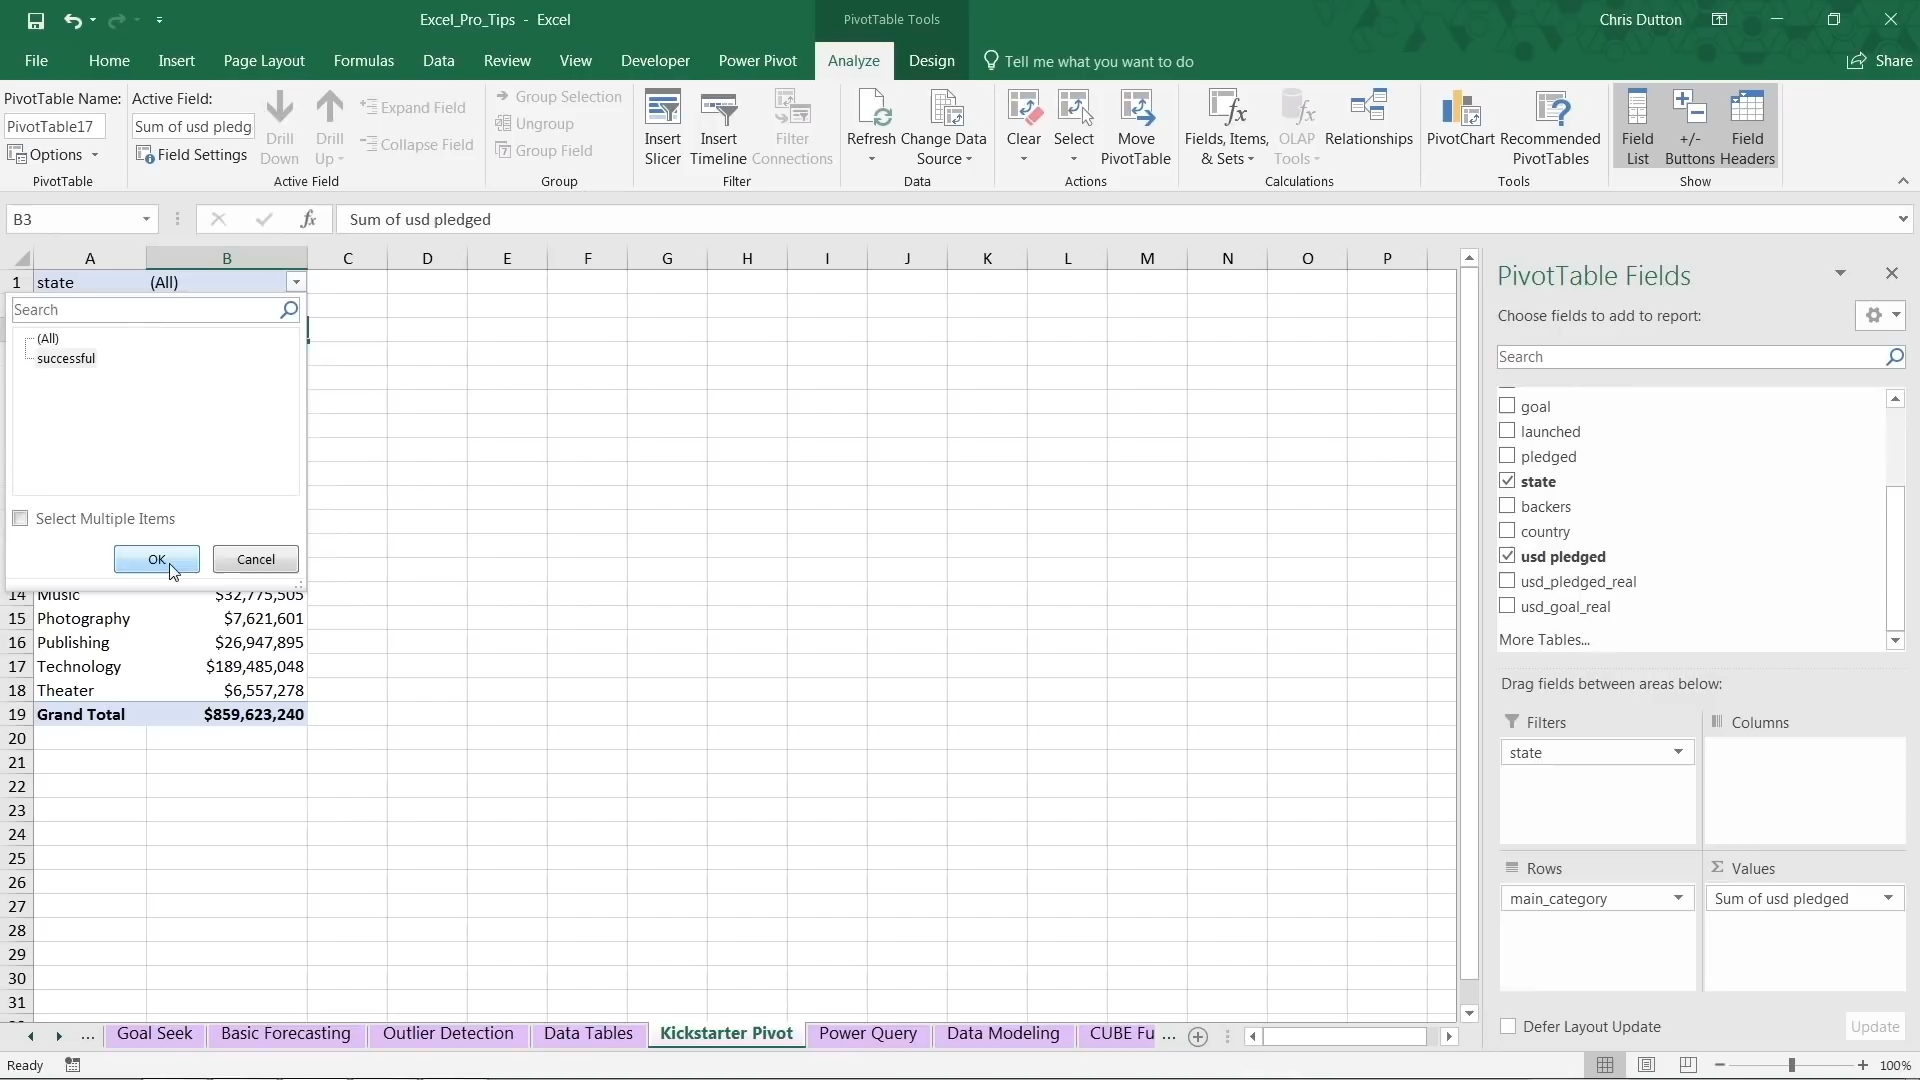 Excel_Pro_Tips - Excel
PivotTable Tools
Chris Dutton
File Home Insert Page Layout Formulas Data Review View Developer Power Pivot Analyze Design Tell me what you want to do Share
PivotTable Name:
PivotTable17
Options
PivotTable
Active Field:
Sum of usd pledg
Field Settings
Drill Down
Drill Up
Expand Field
Collapse Field
Active Field
Group Selection
Ungroup
Group Field
Group
Insert Slicer
Insert Timeline
Filter Connections
Filter
Refresh
Change Data Source
Data
Clear
Select
Move PivotTable
Actions
Fields, Items, & Sets
OLAP Tools
Relationships
Calculations
PivotChart
Recommended PivotTables
Tools
Field List
+/- Buttons
Field Headers
Show
B3 fx Sum of usd pledged
A B C D E F G H I J K L M N O P
1 state (All)
Search
(All)
successful
Select Multiple Items
OK Cancel
14 Music $32,775,505
15 Photography $7,621,601
16 Publishing $26,947,895
17 Technology $189,485,048
18 Theater $6,557,278
19 Grand Total $859,623,240
20
21
22
23
24
25
26
27
28
29
30
31
PivotTable Fields
Choose fields to add to report:
Search
goal
launched
pledged
state
backers
country
usd pledged
usd_pledged_real
usd_goal_real
More Tables...
Drag fields between areas below:
Filters
state
Columns
Rows
main_category
Values
Sum of usd pledged
Defer Layout Update Update
... Goal Seek Basic Forecasting Outlier Detection Data Tables Kickstarter Pivot Power Query Data Modeling CUBE Fu ...
Ready 100%